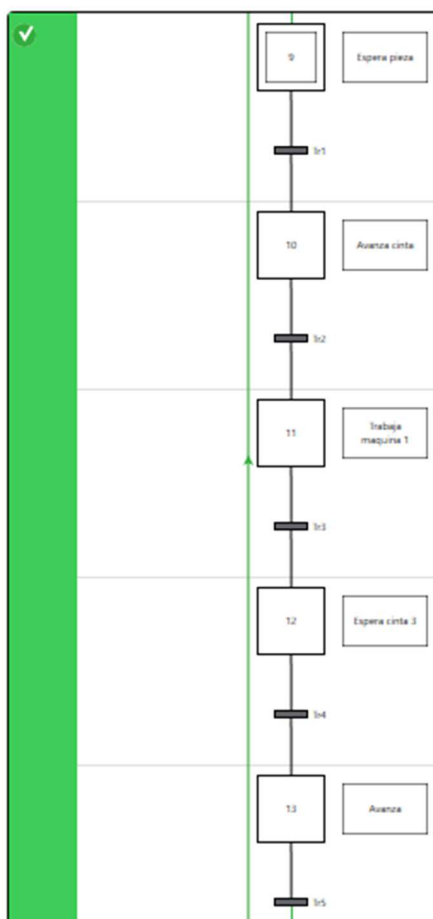 9
Espera pieza
Tr1
10
Avanza cinta
Tr2
11
Trabaja
maquina 1
Tr3
12
Espera cinta 3
Tr4
13
Avanza
Tr5